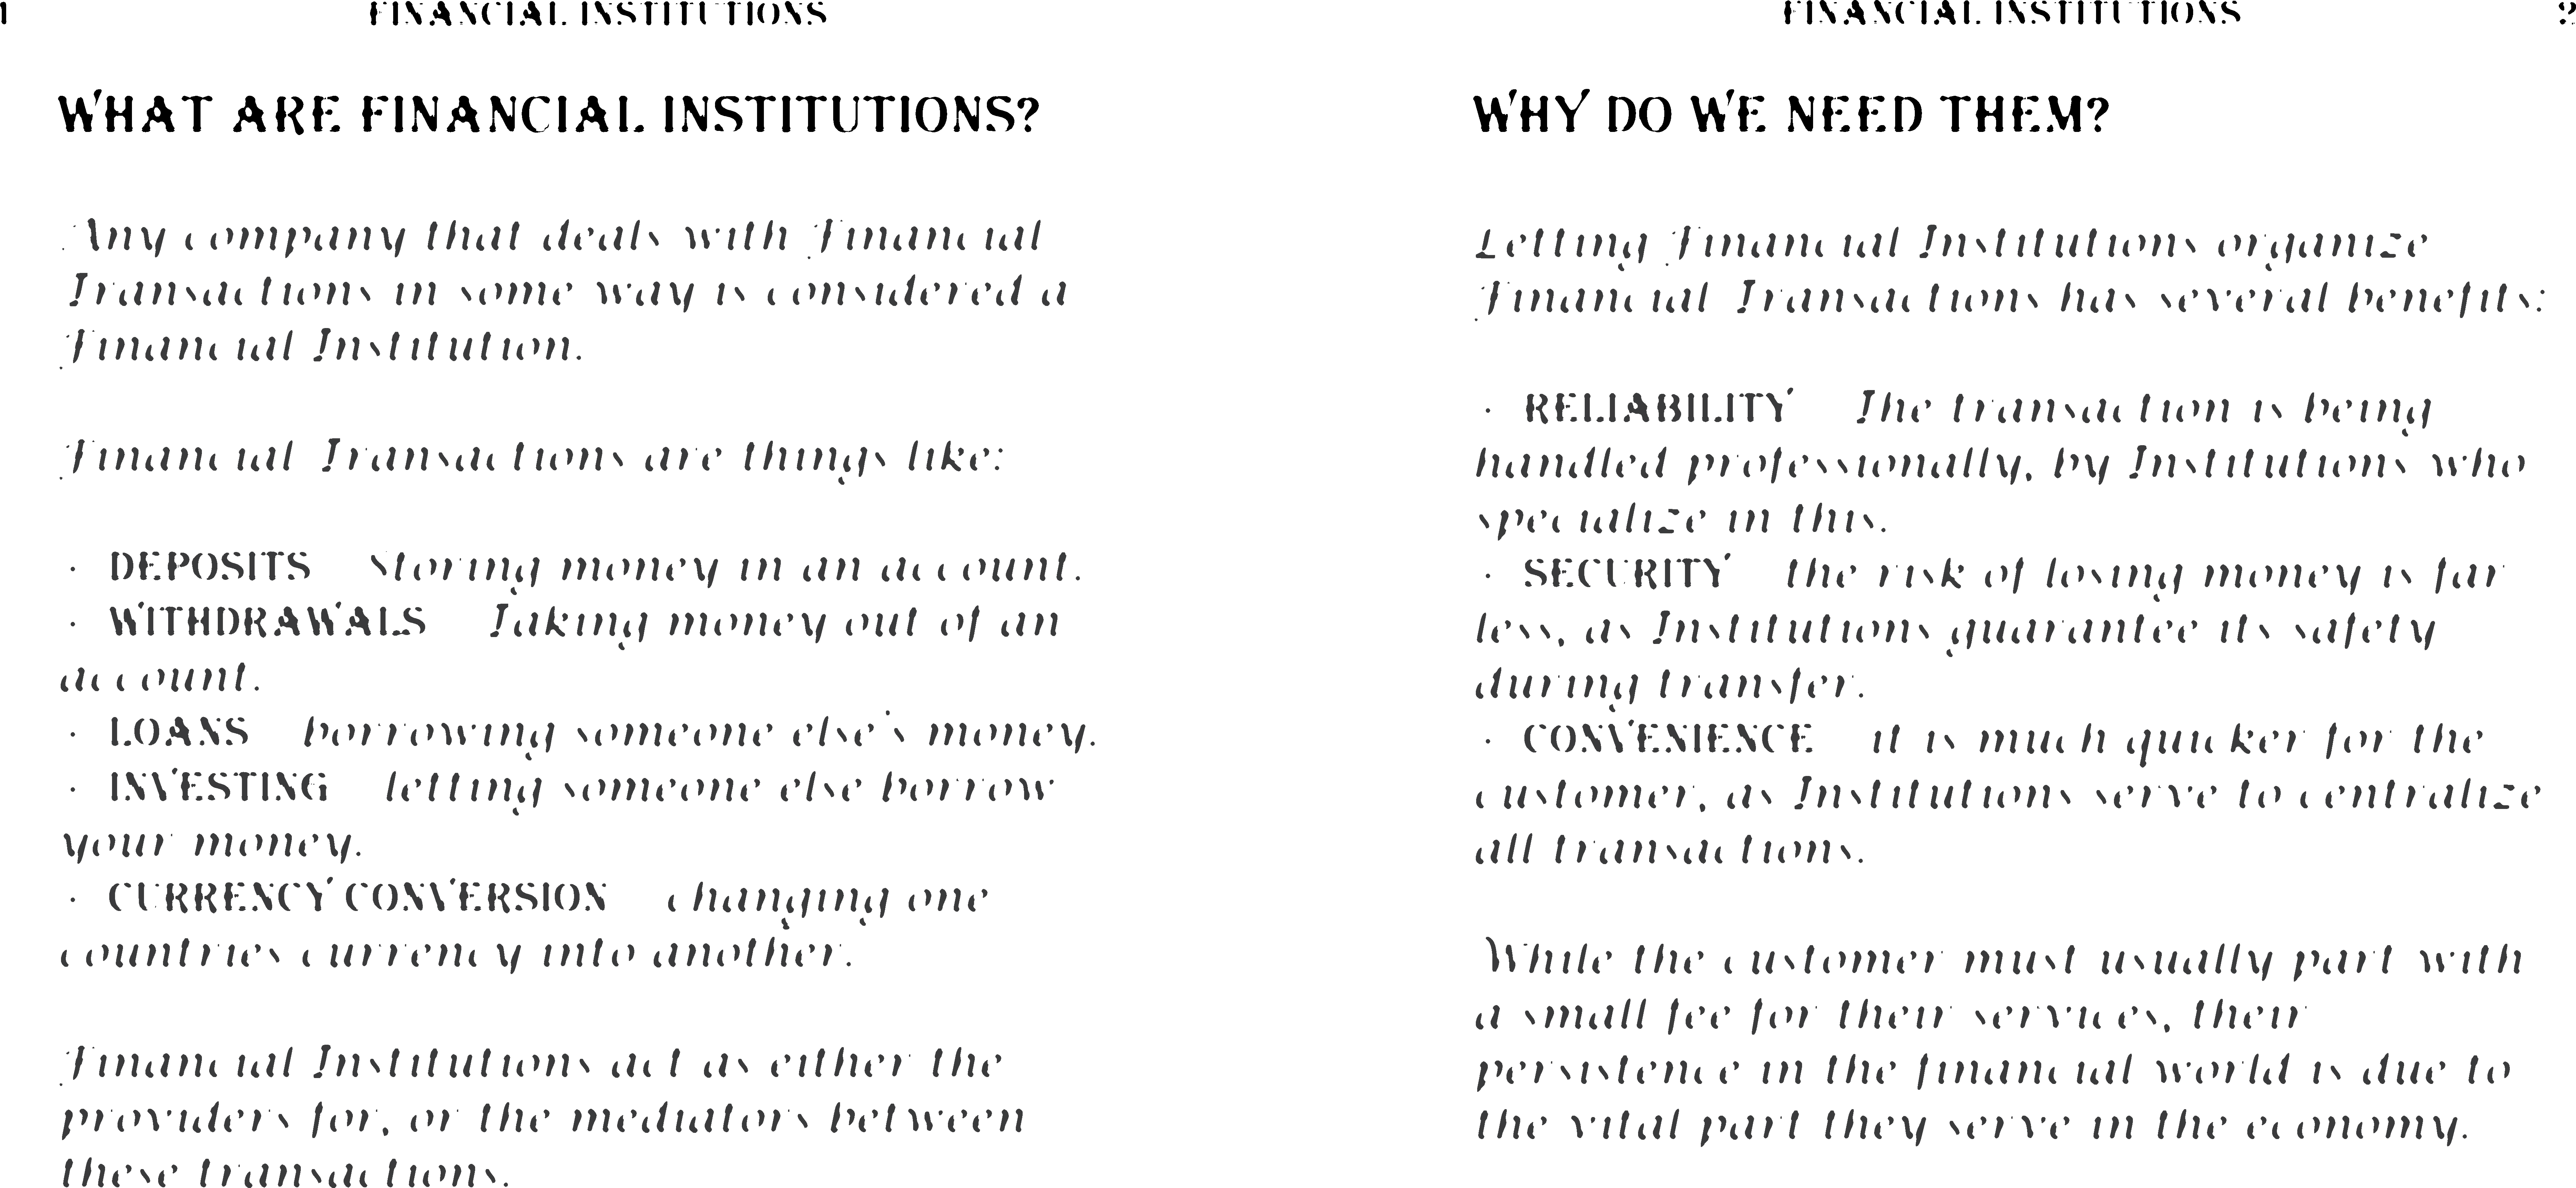 1
FINANCIAL INSTITUTIONS
WHAT ARE FINANCIAL INSTITUTIONS?
Any company that deals with Financial
Transactions in some way is considered a
Financial Institution.
Financial Transactions are things like:
· DEPOSITS Storing money in an account.
· WITHDRAWALS Taking money out of an
account.
· LOANS borrowing someone else's money.
· INVESTING letting someone else borrow
your money.
· CURRENCY CONVERSION changing one
countries currency into another.
Financial Institutions act as either the
providers for, or the mediators between
these transactions.
FINANCIAL INSTITUTIONS
2
WHY DO WE NEED THEM?
Letting Financial Institutions organize
Financial Transactions has several benefits:
· RELIABILITY The transaction is being
handled professionally, by Institutions who
specialize in this.
· SECURITY the risk of losing money is far
less, as Institutions guarantee its safety
during transfer.
· CONVENIENCE it is much quicker for the
customer, as Institutions serve to centralize
all transactions.
While the customer must usually part with
a small fee for their services, their
persistence in the financial world is due to
the vital part they serve in the economy.